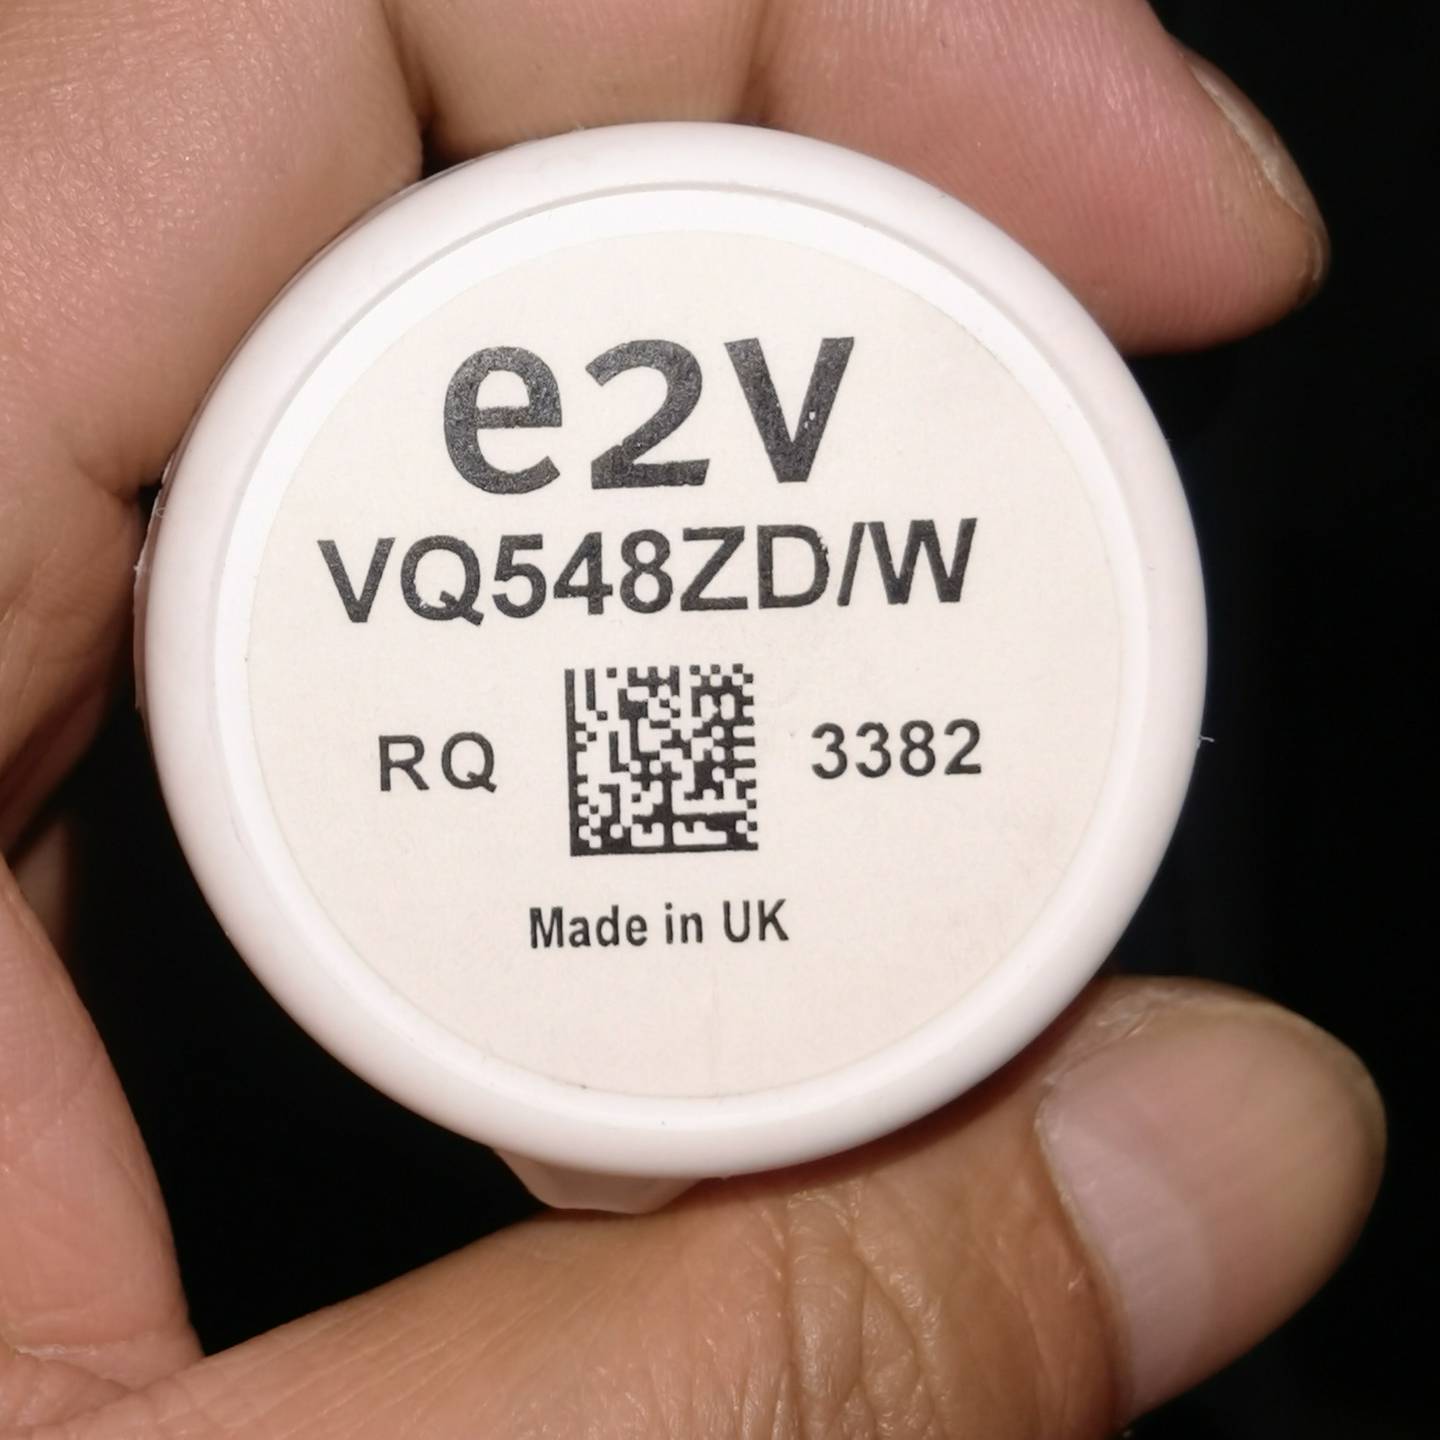 e2v
VQ548ZD/W
RQ 3382
Made in UK